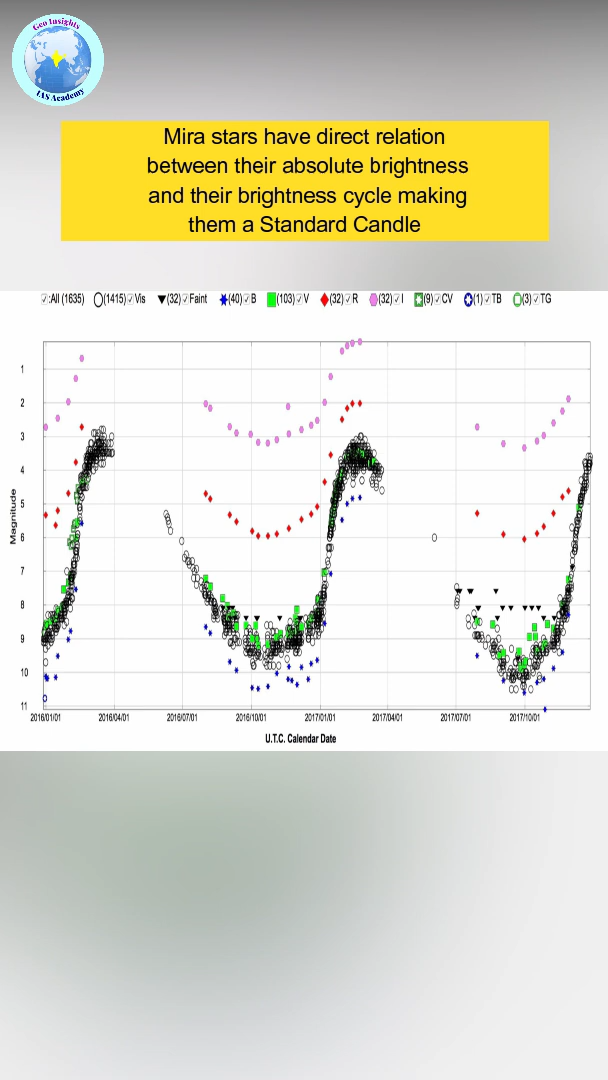 Geo Insights
IAS Academy
Mira stars have direct relation
between their absolute brightness
and their brightness cycle making
them a Standard Candle
:All (1635) (1415) Vis (32) Faint (40) B (103) V (32) R (32) I (9) CV (1) TB (3) TG
1
2
3
4
5
6
7
8
9
10
11
Magnitude
2016/01/01 2016/04/01 2016/07/01 2016/10/01 2017/01/01 2017/04/01 2017/07/01 2017/10/01
U.T.C. Calendar Date